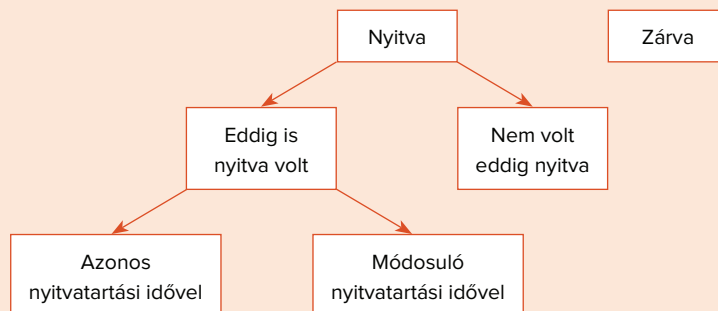 Nyitva
Zárva
Eddig is
nyitva volt
Nem volt
eddig nyitva
Azonos
nyitvatartási idővel
Módosuló
nyitvatartási idővel